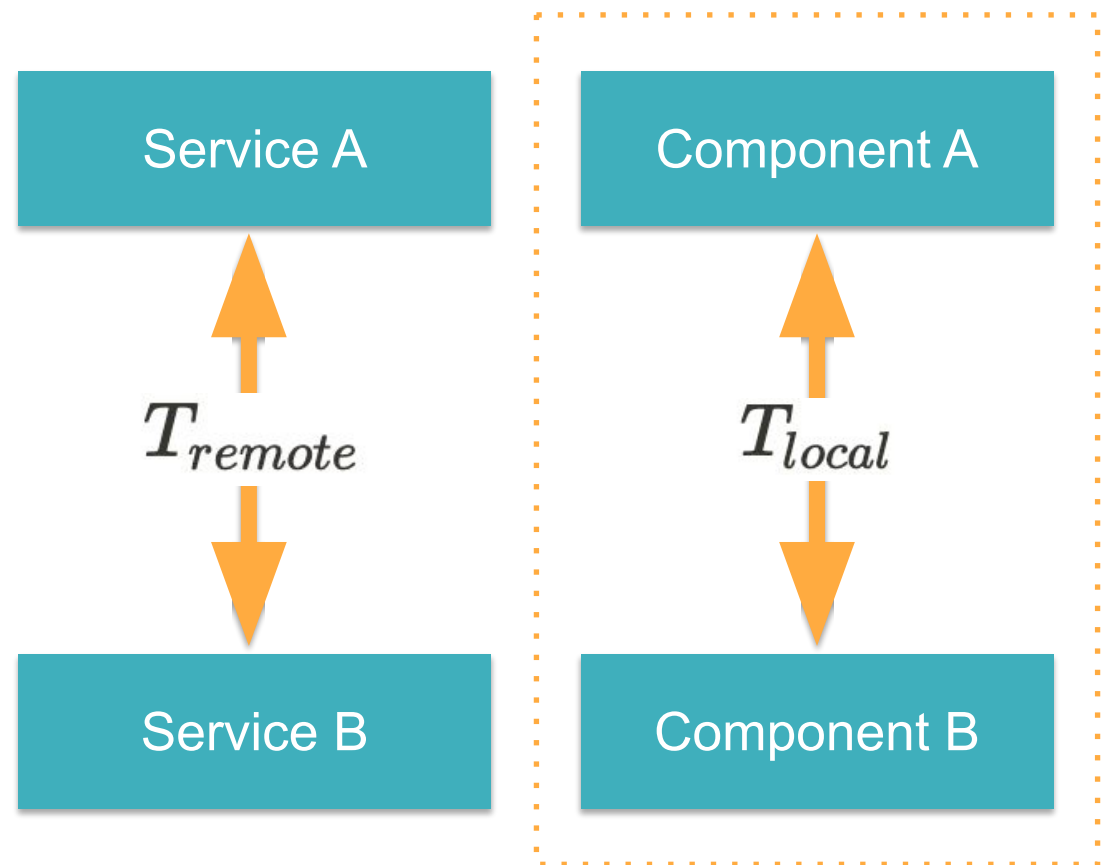 Service A
Component A
T_remote
T_local
Service B
Component B